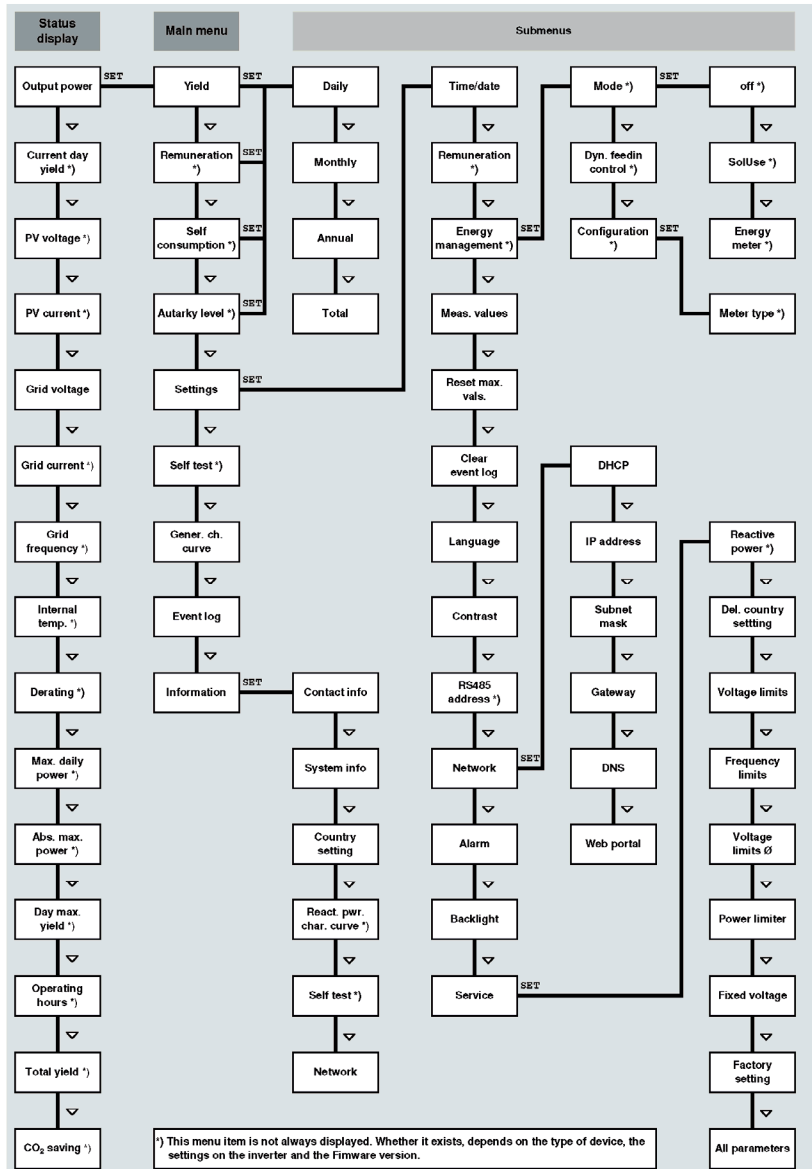 Status
display
Main menu
Submenus
Output power
SET
Yield
SET
Daily
Time/date
Mode *)
SET
off *)
Current day
yield *)
Remuneration
*)
SET
Monthly
Remuneration
*)
Dyn. feedin
control *)
SolUse *)
PV voltage *)
Self
consumption *)
SET
Annual
Energy
management *)
SET
Configuration
*)
SET
Energy
meter *)
PV current *)
Autarky level *)
SET
Total
Meas. values
Meter type *)
Grid voltage
Settings
SET
Reset max.
vals.
Grid current *)
Self test *)
Clear
event log
DHCP
Grid
frequency *)
Gener. ch.
curve
Language
IP address
Reactive
power *)
Internal
temp. *)
Event log
Contrast
Subnet
mask
Del. country
settting
Derating *)
Information
SET
Contact info
RS485
address *)
Gateway
Voltage limits
Max. daily
power *)
System info
Network
SET
DNS
Frequency
limits
Abs. max.
power *)
Country
setting
Alarm
Web portal
Voltage
limits Ø
Day max.
yield *)
React. pwr.
char. curve *)
Backlight
Power limiter
Operating
hours *)
Self test *)
Service
SET
Fixed voltage
Total yield *)
Network
Factory
setting
CO₂ saving *)
*) This menu item is not always displayed. Whether it exists, depends on the type of device, the
settings on the inverter and the Fimware version.
All parameters